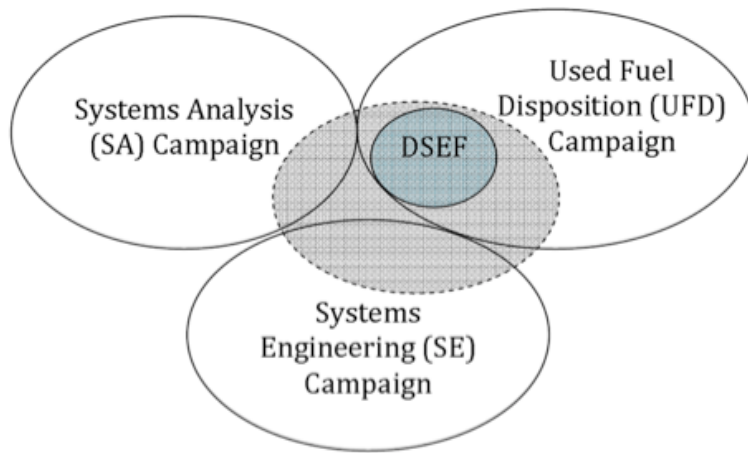 Systems Analysis
(SA) Campaign
Used Fuel
Disposition (UFD)
Campaign
DSEF
Systems
Engineering (SE)
Campaign